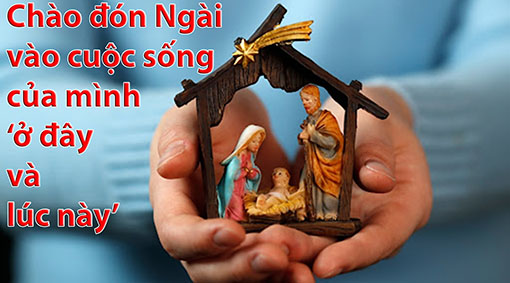 Chào đón Ngài
vào cuộc sống
của mình
‘ở đây
và
lúc này’